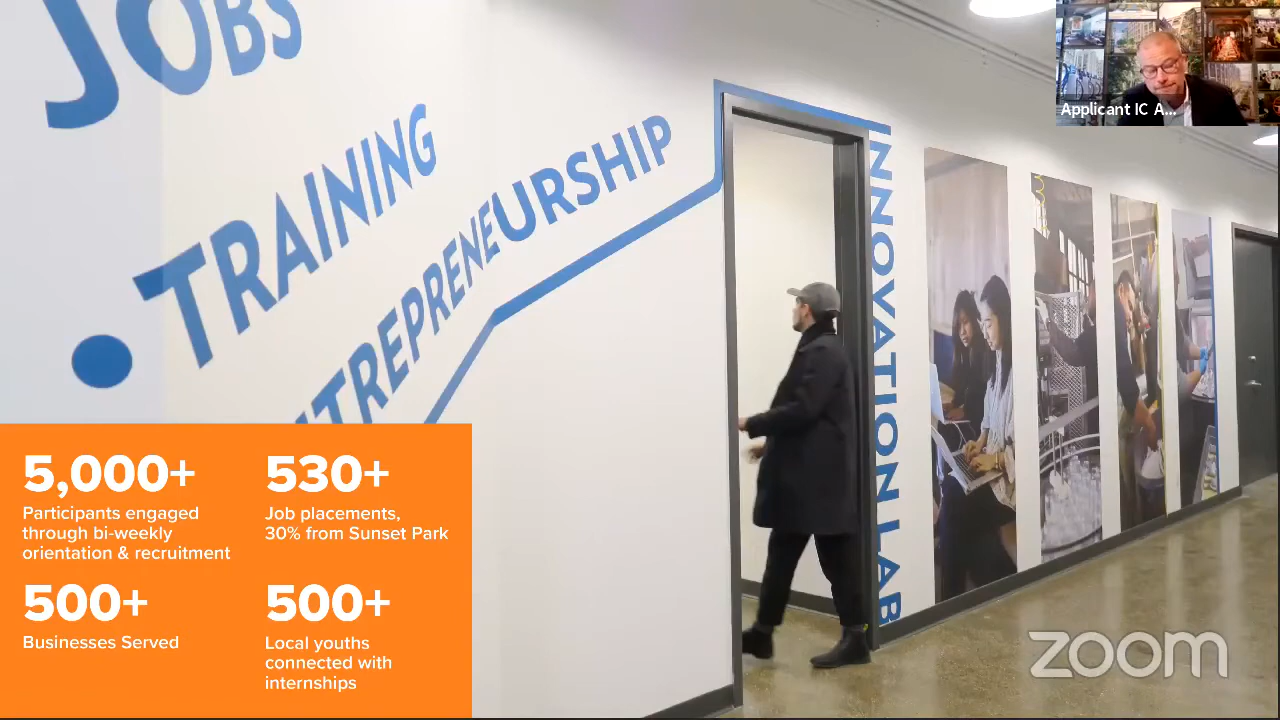 JOBS
• TRAINING
ENTREPRENEURSHIP
INNOVATION LAB
Applicant IC A...
5,000+
Participants engaged
through bi-weekly
orientation & recruitment
530+
Job placements,
30% from Sunset Park
500+
Businesses Served
500+
Local youths
connected with
internships
zoom